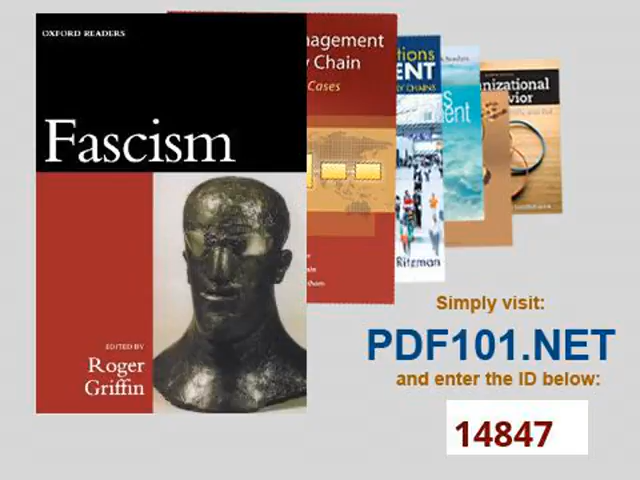 OXFORD READERS
Fascism
EDITED BY
Roger
Griffin
nagement
y Chain
Cases
ations
ENT
Y CHAINS
Ritzman
nizational
vior
Simply visit:
PDF101.NET
and enter the ID below:
14847